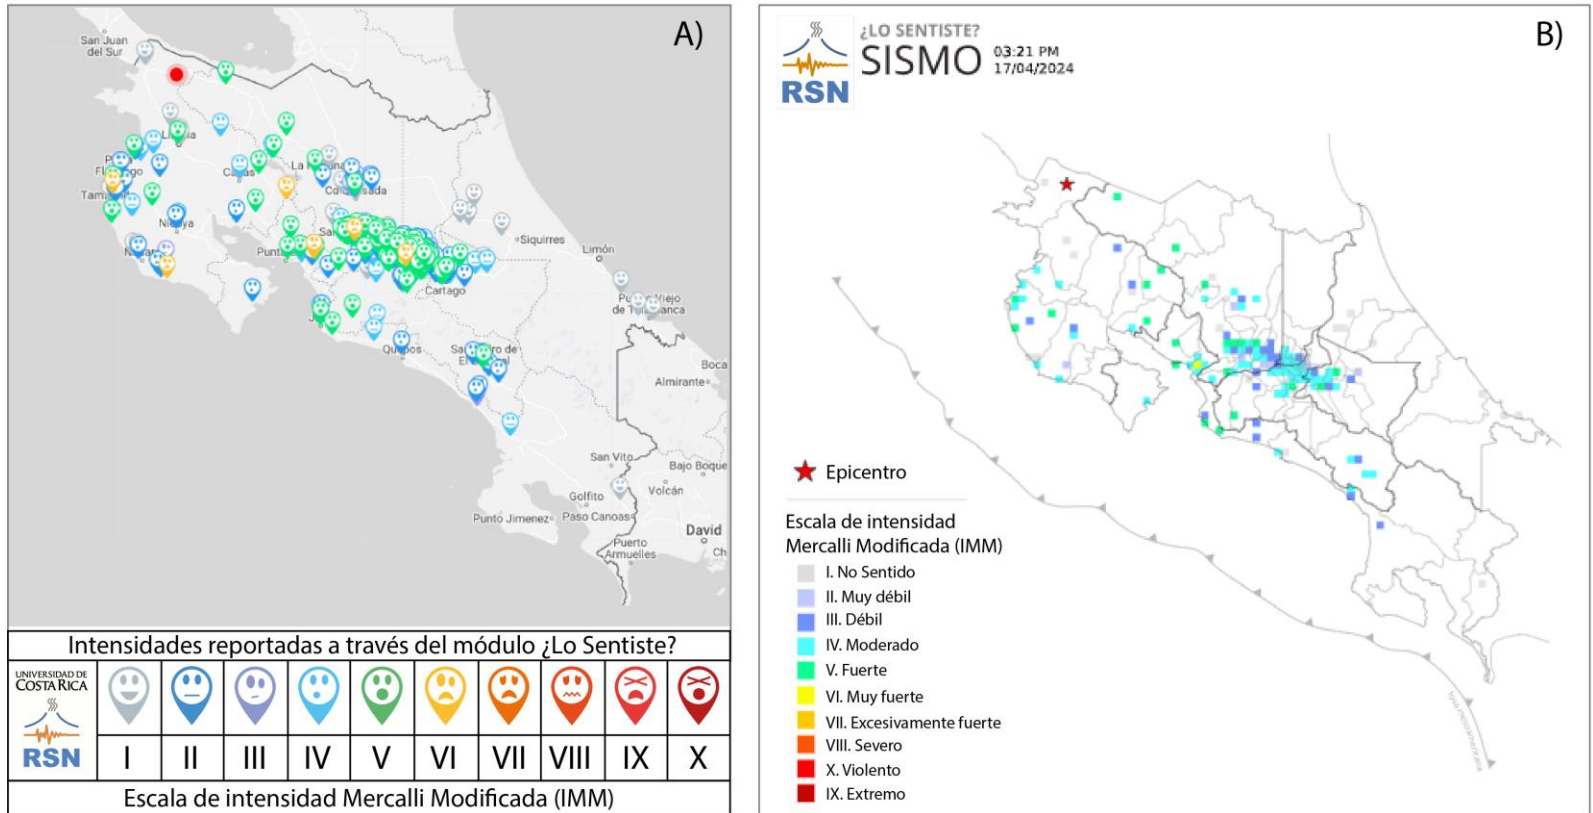 A)
San Juan
del Sur
Siquirres
Limón
Cartago
San Vito
Golfito
Puntó Jimenez
Paso Canoas
Puerto
Armuelles
Boca
Almirante
Bajo Boque
Volcán
David
Ch
Intensidades reportadas a través del módulo ¿Lo Sentiste?
UNIVERSIDAD DE
COSTA RICA
RSN
I II III IV V VI VII VIII IX X
Escala de intensidad Mercalli Modificada (IMM)
B)
RSN
¿LO SENTISTE?
SISMO
03:21 PM
17/04/2024
Epicentro
Escala de intensidad
Mercalli Modificada (IMM)
I. No Sentido
II. Muy débil
III. Débil
IV. Moderado
V. Fuerte
VI. Muy fuerte
VII. Excesivamente fuerte
VIII. Severo
X. Violento
IX. Extremo